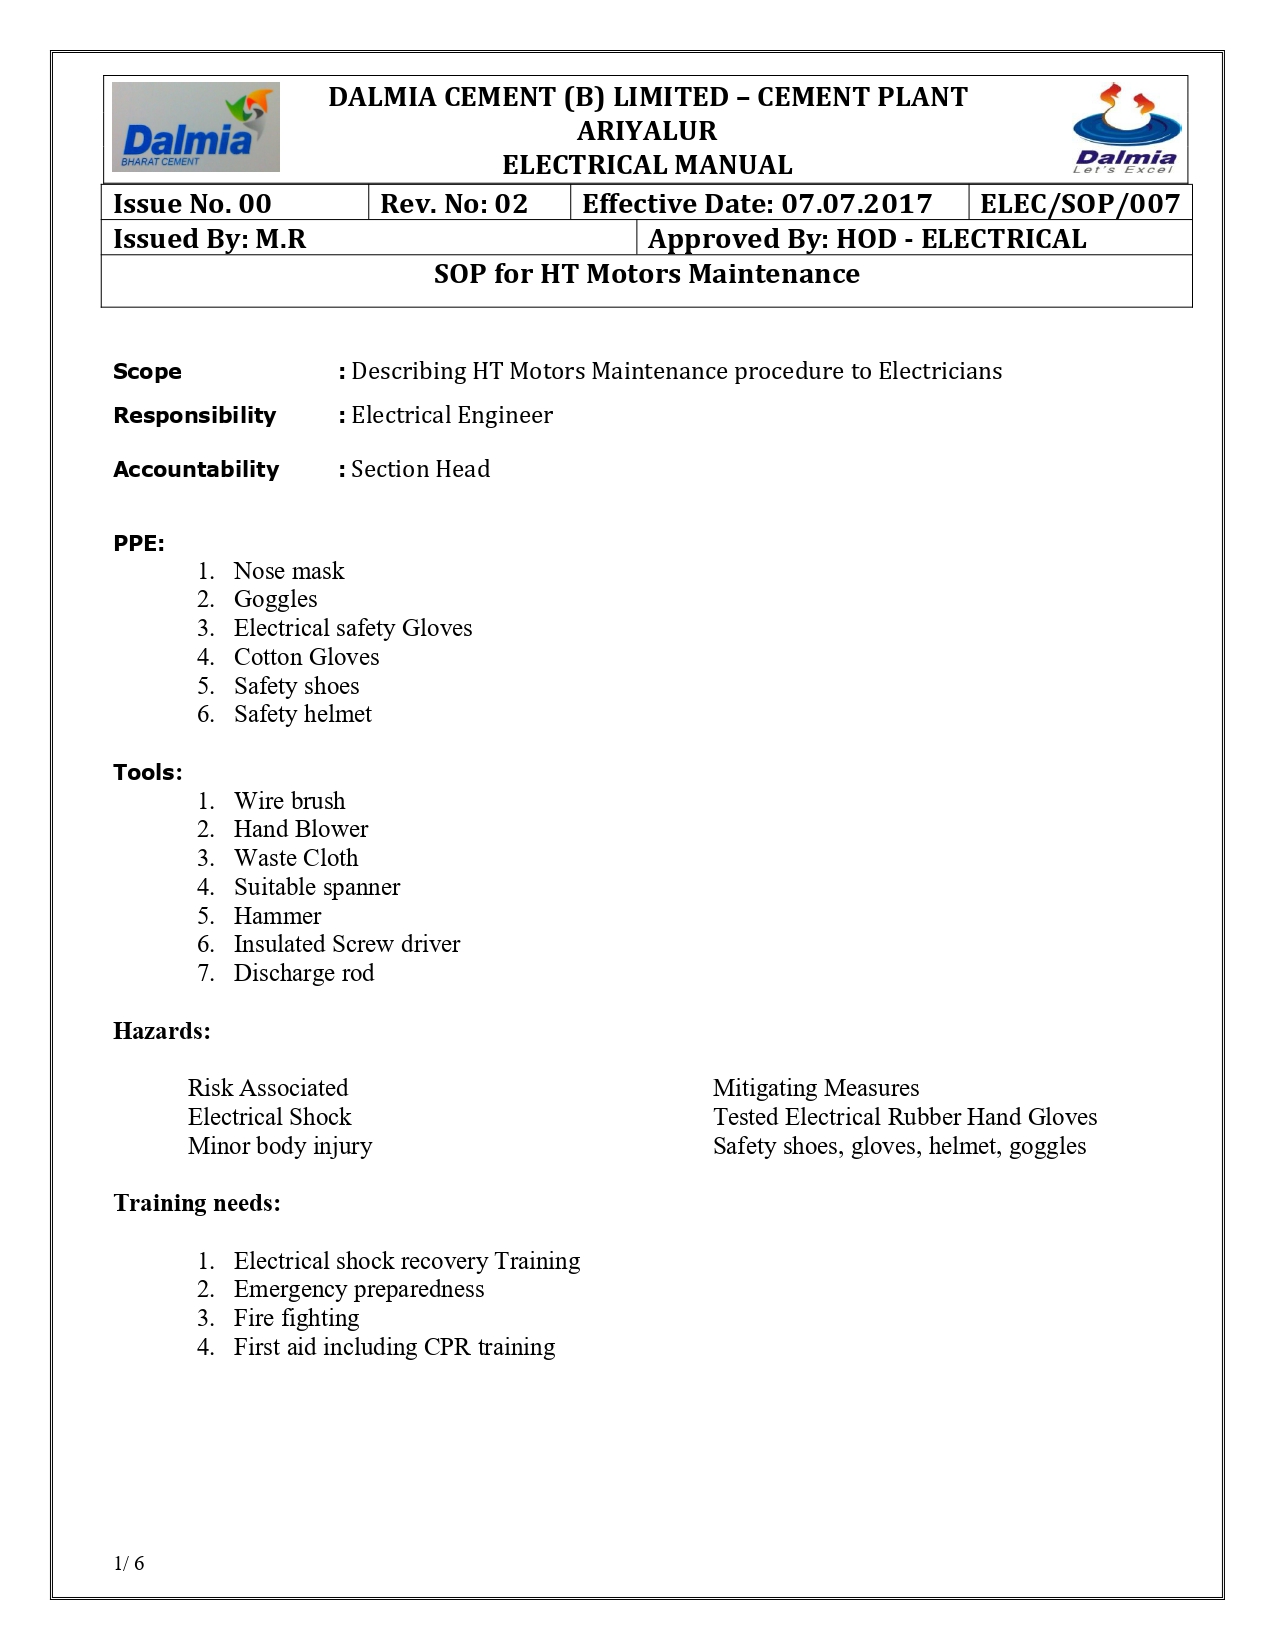 Dalmia
BHARAT CEMENT
DALMIA CEMENT (B) LIMITED – CEMENT PLANT
ARIYALUR
ELECTRICAL MANUAL
Dalmia
Let's Excel
Issue No. 00 Rev. No: 02 Effective Date: 07.07.2017 ELEC/SOP/007
Issued By: M.R Approved By: HOD - ELECTRICAL
SOP for HT Motors Maintenance
Scope : Describing HT Motors Maintenance procedure to Electricians
Responsibility : Electrical Engineer
Accountability : Section Head
PPE:
1. Nose mask
2. Goggles
3. Electrical safety Gloves
4. Cotton Gloves
5. Safety shoes
6. Safety helmet
Tools:
1. Wire brush
2. Hand Blower
3. Waste Cloth
4. Suitable spanner
5. Hammer
6. Insulated Screw driver
7. Discharge rod
Hazards:
Risk Associated Mitigating Measures
Electrical Shock Tested Electrical Rubber Hand Gloves
Minor body injury Safety shoes, gloves, helmet, goggles
Training needs:
1. Electrical shock recovery Training
2. Emergency preparedness
3. Fire fighting
4. First aid including CPR training
1/ 6